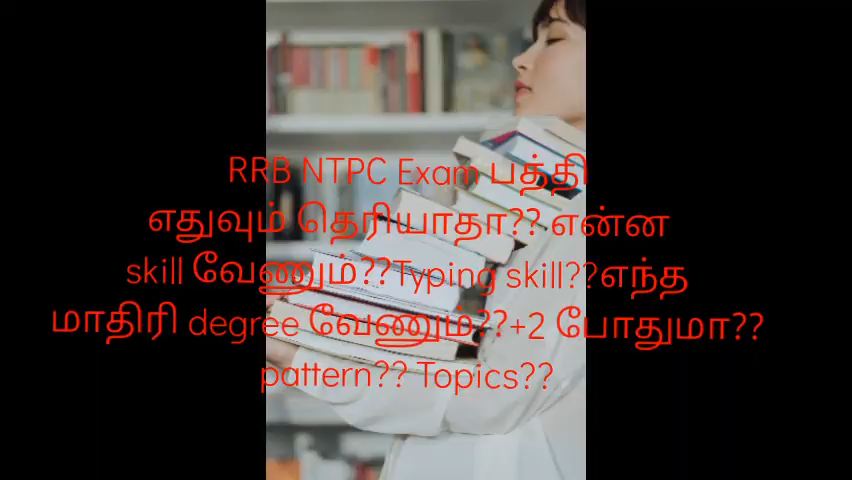 RRB NTPC Exam பத்தி
எதுவும் தெரியாதா?? என்ன
skill வேணும்??Typing skill??எந்த
மாதிரி degree வேணும்??+2 போதுமா??
pattern?? Topics??